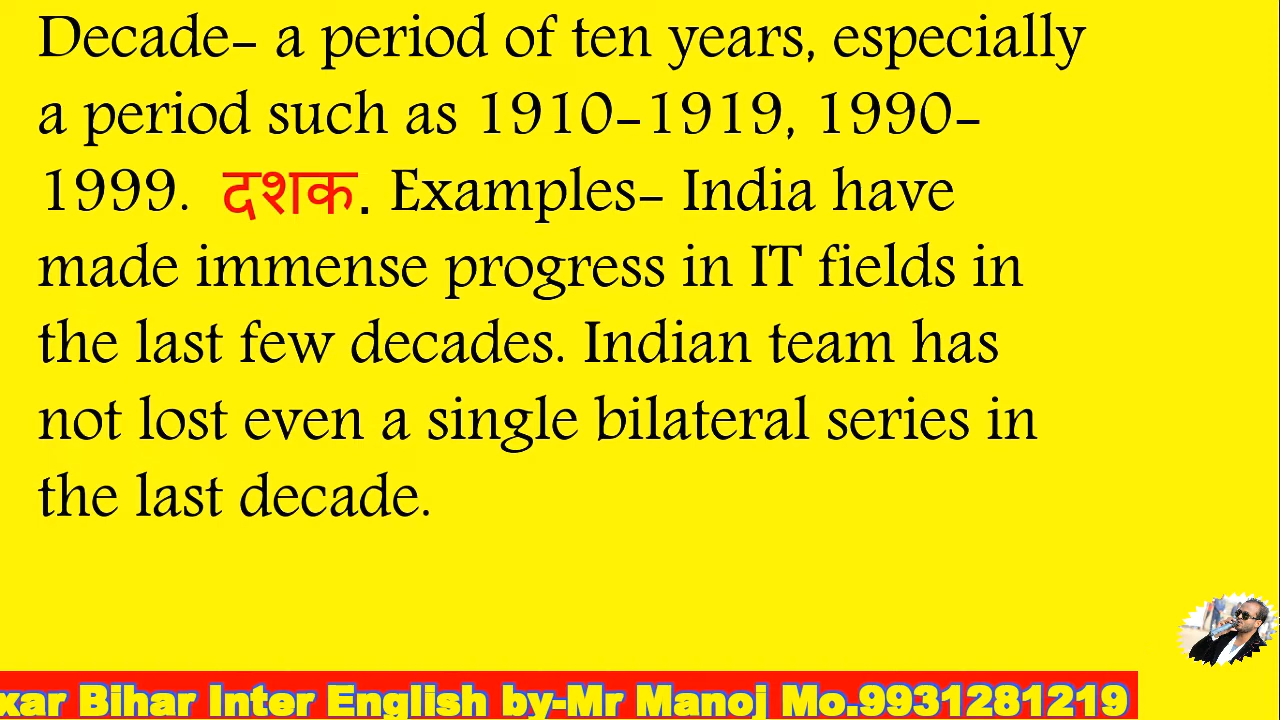 Decade- a period of ten years, especially
a period such as 1910-1919, 1990-
1999. दशक. Examples- India have
made immense progress in IT fields in
the last few decades. Indian team has
not lost even a single bilateral series in
the last decade.
Bihar Inter English by-Mr Manoj Mo.9931281219